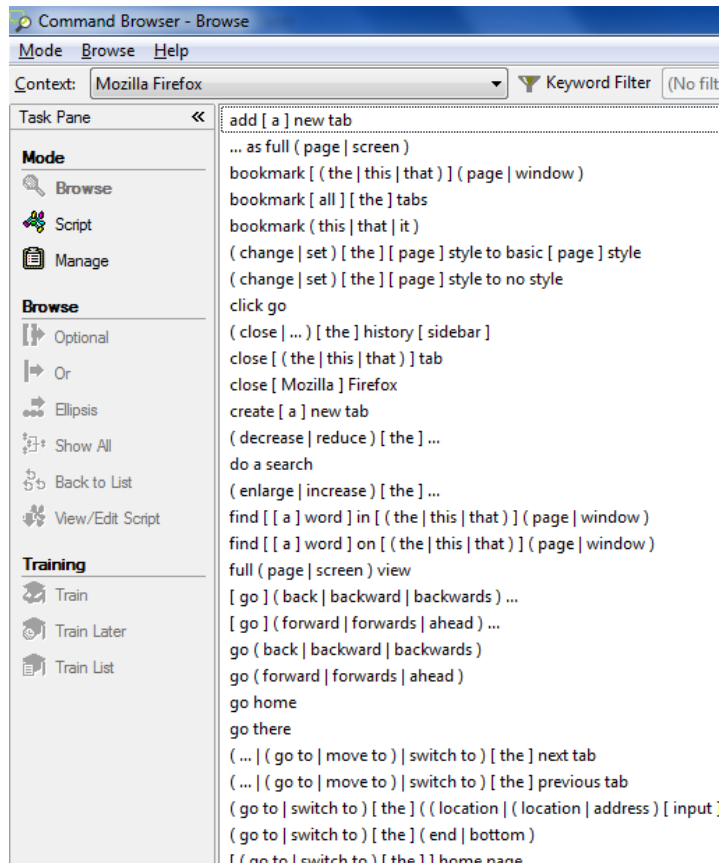 Command Browser - Browse
Mode Browse Help
Context: Mozilla Firefox Keyword Filter (No filt
Task Pane «
Mode
Browse
Script
Manage
Browse
Optional
Or
Ellipsis
Show All
Back to List
View/Edit Script
Training
Train
Train Later
Train List
add [ a ] new tab
... as full ( page | screen )
bookmark [ ( the | this | that ) ] ( page | window )
bookmark [ all ] [ the ] tabs
bookmark ( this | that | it )
( change | set ) [ the ] [ page ] style to basic [ page ] style
( change | set ) [ the ] [ page ] style to no style
click go
( close | ... ) [ the ] history [ sidebar ]
close [ ( the | this | that ) ] tab
close [ Mozilla ] Firefox
create [ a ] new tab
( decrease | reduce ) [ the ] ...
do a search
( enlarge | increase ) [ the ] ...
find [ [ a ] word ] in [ ( the | this | that ) ] ( page | window )
find [ [ a ] word ] on [ ( the | this | that ) ] ( page | window )
full ( page | screen ) view
[ go ] ( back | backward | backwards ) ...
[ go ] ( forward | forwards | ahead ) ...
go ( back | backward | backwards )
go ( forward | forwards | ahead )
go home
go there
( ... | ( go to | move to ) | switch to ) [ the ] next tab
( ... | ( go to | move to ) | switch to ) [ the ] previous tab
( go to | switch to ) [ the ] ( ( location | ( location | address ) [ input ]
( go to | switch to ) [ the ] ( end | bottom )
[ ( go to | switch to ) [ the ] ] home page